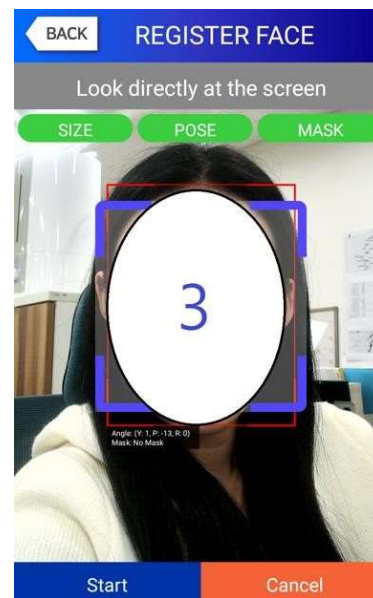 BACK
REGISTER FACE
Look directly at the screen
SIZE
POSE
MASK
3
Angle: (Y: 1, P: -13, R: 0)
Mask: No Mask
Start
Cancel